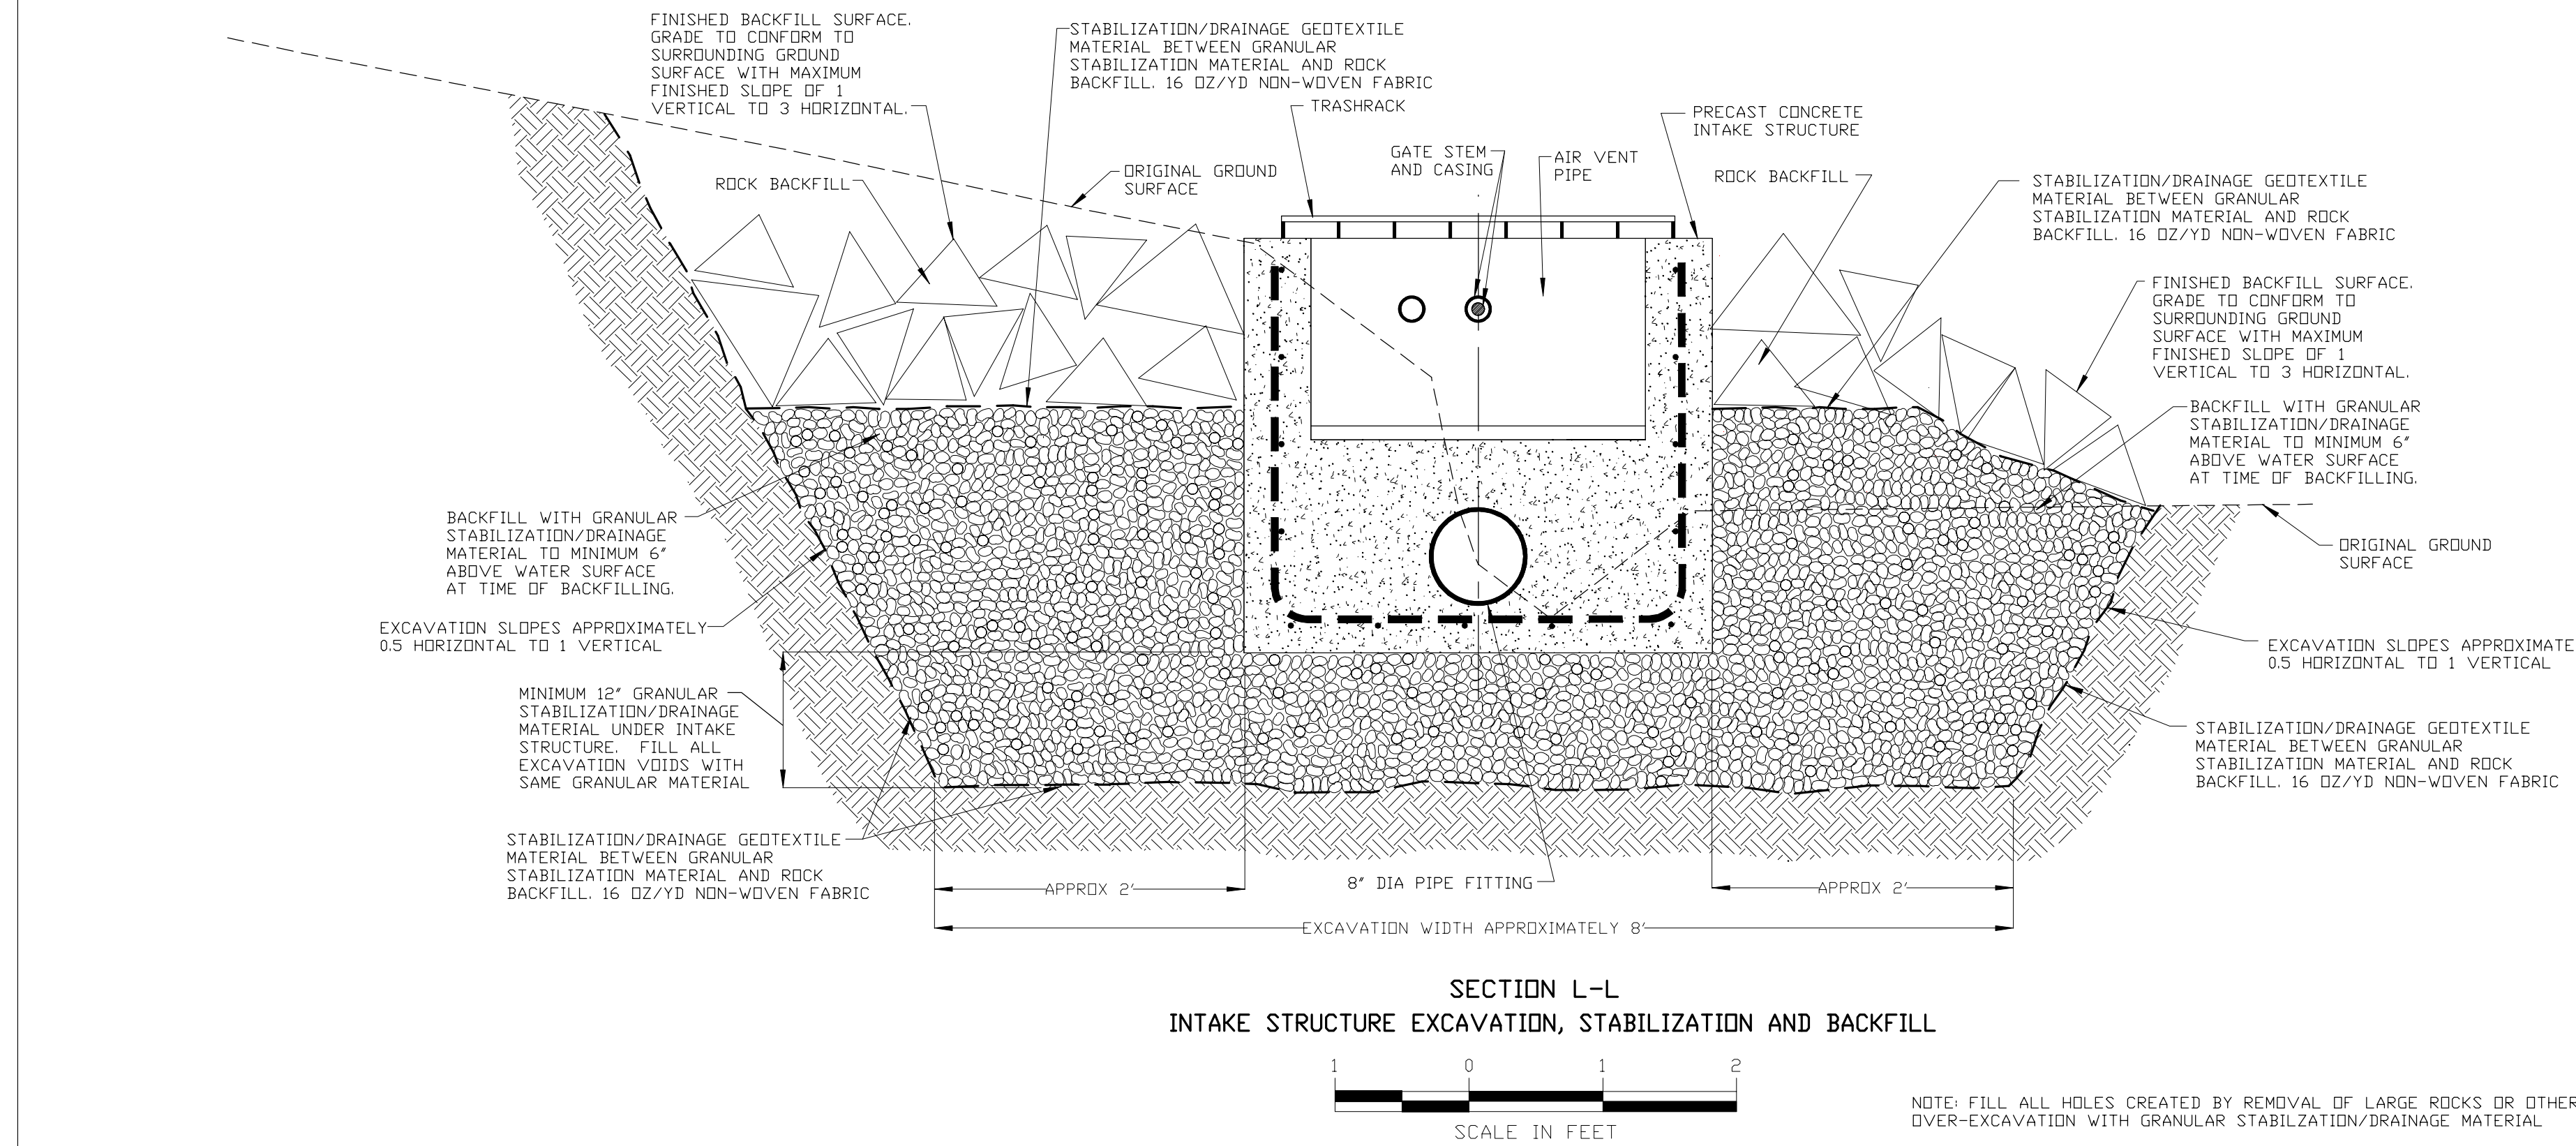 FINISHED BACKFILL SURFACE.
GRADE TO CONFORM TO
SURROUNDING GROUND
SURFACE WITH MAXIMUM
FINISHED SLOPE OF 1
VERTICAL TO 3 HORIZONTAL.
STABILIZATION/DRAINAGE GEOTEXTILE
MATERIAL BETWEEN GRANULAR
STABILIZATION MATERIAL AND ROCK
BACKFILL. 16 OZ/YD NON-WOVEN FABRIC
TRASHRACK
PRECAST CONCRETE
INTAKE STRUCTURE
GATE STEM
AND CASING
AIR VENT
PIPE
ORIGINAL GROUND
SURFACE
ROCK BACKFILL
ROCK BACKFILL
STABILIZATION/DRAINAGE GEOTEXTILE
MATERIAL BETWEEN GRANULAR
STABILIZATION MATERIAL AND ROCK
BACKFILL. 16 OZ/YD NON-WOVEN FABRIC
FINISHED BACKFILL SURFACE.
GRADE TO CONFORM TO
SURROUNDING GROUND
SURFACE WITH MAXIMUM
FINISHED SLOPE OF 1
VERTICAL TO 3 HORIZONTAL.
BACKFILL WITH GRANULAR
STABILIZATION/DRAINAGE
MATERIAL TO MINIMUM 6"
ABOVE WATER SURFACE
AT TIME OF BACKFILLING.
BACKFILL WITH GRANULAR
STABILIZATION/DRAINAGE
MATERIAL TO MINIMUM 6"
ABOVE WATER SURFACE
AT TIME OF BACKFILLING.
ORIGINAL GROUND
SURFACE
EXCAVATION SLOPES APPROXIMATELY
0.5 HORIZONTAL TO 1 VERTICAL
EXCAVATION SLOPES APPROXIMATE
0.5 HORIZONTAL TO 1 VERTICAL
MINIMUM 12" GRANULAR
STABILIZATION/DRAINAGE
MATERIAL UNDER INTAKE
STRUCTURE. FILL ALL
EXCAVATION VOIDS WITH
SAME GRANULAR MATERIAL
STABILIZATION/DRAINAGE GEOTEXTILE
MATERIAL BETWEEN GRANULAR
STABILIZATION MATERIAL AND ROCK
BACKFILL. 16 OZ/YD NON-WOVEN FABRIC
STABILIZATION/DRAINAGE GEOTEXTILE
MATERIAL BETWEEN GRANULAR
STABILIZATION MATERIAL AND ROCK
BACKFILL. 16 OZ/YD NON-WOVEN FABRIC
8" DIA PIPE FITTING
APPROX 2'
APPROX 2'
EXCAVATION WIDTH APPROXIMATELY 8'
SECTION L-L
INTAKE STRUCTURE EXCAVATION, STABILIZATION AND BACKFILL
1 0 1 2
SCALE IN FEET
NOTE: FILL ALL HOLES CREATED BY REMOVAL OF LARGE ROCKS OR OTHER
OVER-EXCAVATION WITH GRANULAR STABILZATION/DRAINAGE MATERIAL